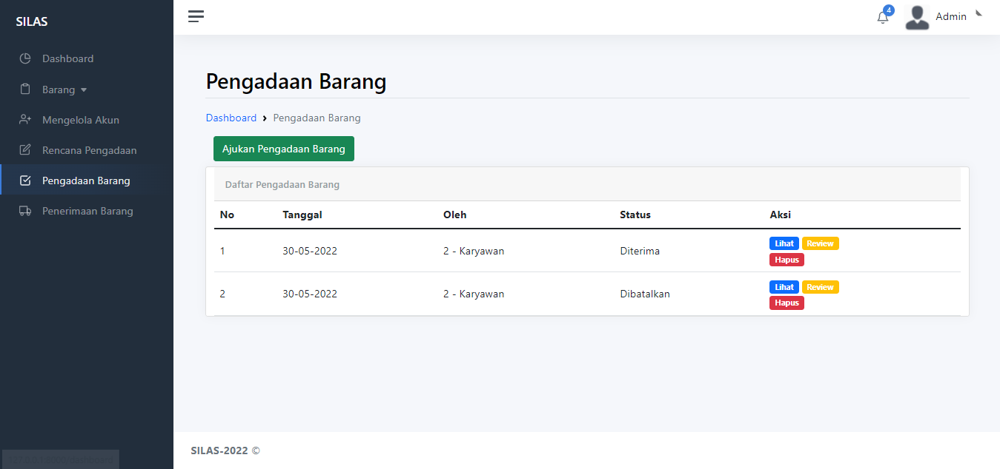 SILAS
4
Admin
Dashboard
Barang
Mengelola Akun
Rencana Pengadaan
Pengadaan Barang
Penerimaan Barang
Pengadaan Barang
Dashboard › Pengadaan Barang
Ajukan Pengadaan Barang
Daftar Pengadaan Barang
No Tanggal Oleh Status Aksi
1 30-05-2022 2 - Karyawan Diterima Lihat Review
Hapus
2 30-05-2022 2 - Karyawan Dibatalkan Lihat Review
Hapus
SILAS-2022 ©